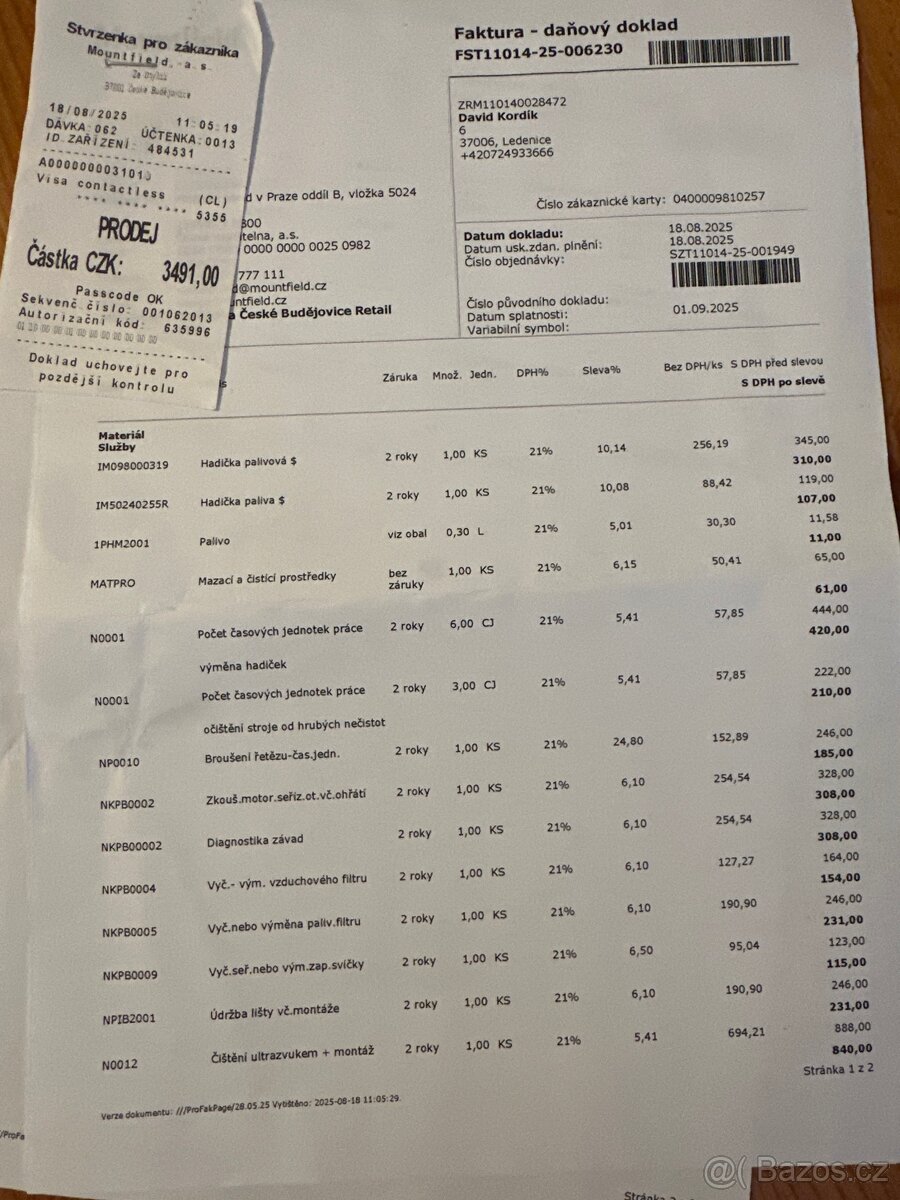 Stvrzenka pro zákazníka
Mountfield, a.s.
37001 České Budějovice
18/08/2025 11:05:19
DÁVKA:062 ÚČTENKA:0013
ID ZAŘÍZENÍ: 484531
Visa contactless (CL)
**** **** **** 5355
PRODEJ
Částka CZK: 3491,00
Passcode OK
Sekvenč.číslo: 001062013
Autorizační kód: 635996
Doklad uchovejte pro
pozdější kontrolu
Faktura - daňový doklad
FST11014-25-006230
ZRM110140028472
David Kordík
6
37006, Ledenice
+420724933666
Číslo zákaznické karty: 0400009810257
d v Praze oddíl B, vložka 5024
800
itelna, a.s.
0000 0000 0025 0982
777 111
d@mountfield.cz
untfield.cz
a České Budějovice Retail
Datum dokladu: 18.08.2025
Datum usk.zdan. plnění: 18.08.2025
Číslo objednávky: SZT11014-25-001949
Číslo původního dokladu:
Datum splatnosti: 01.09.2025
Variabilní symbol:
s Záruka Množ. Jedn. DPH% Sleva% Bez DPH/ks S DPH před slevou
S DPH po slevě
Materiál
Služby
IM098000319 Hadička palivová $ 2 roky 1,00 KS 21% 10,14 256,19 345,00
310,00
IM50240255R Hadička paliva $ 2 roky 1,00 KS 21% 10,08 88,42 119,00
107,00
1PHM2001 Palivo viz obal 0,30 L 21% 5,01 30,30 11,58
11,00
MATPRO Mazací a čistící prostředky bez záruky 1,00 KS 21% 6,15 50,41 65,00
61,00
N0001 Počet časových jednotek práce 2 roky 6,00 CJ 21% 5,41 57,85 444,00
420,00
výměna hadiček
N0001 Počet časových jednotek práce 2 roky 3,00 CJ 21% 5,41 57,85 222,00
210,00
očištění stroje od hrubých nečistot
NP0010 Broušení řetězu-čas.jedn. 2 roky 1,00 KS 21% 24,80 152,89 246,00
185,00
NKPB0002 Zkouš.motor.seříz.ot.vč.ohřátí 2 roky 1,00 KS 21% 6,10 254,54 328,00
308,00
NKPB00002 Diagnostika závad 2 roky 1,00 KS 21% 6,10 254,54 328,00
308,00
NKPB0004 Vyč.- vým. vzduchového filtru 2 roky 1,00 KS 21% 6,10 127,27 164,00
154,00
NKPB0005 Vyč.nebo výměna paliv.filtru 2 roky 1,00 KS 21% 6,10 190,90 246,00
231,00
NKPB0009 Vyč.seř.nebo vým.zap.svíčky 2 roky 1,00 KS 21% 6,50 95,04 123,00
115,00
NPIB2001 Údržba lišty vč.montáže 2 roky 1,00 KS 21% 6,10 190,90 246,00
231,00
N0012 Čištění ultrazvukem + montáž 2 roky 1,00 KS 21% 5,41 694,21 888,00
840,00
Stránka 1 z 2
Verze dokumentu: ///ProFakPage/28.05.25 Vytištěno: 2025-08-18 11:05:29.
/ProFa
@ Bazos.cz